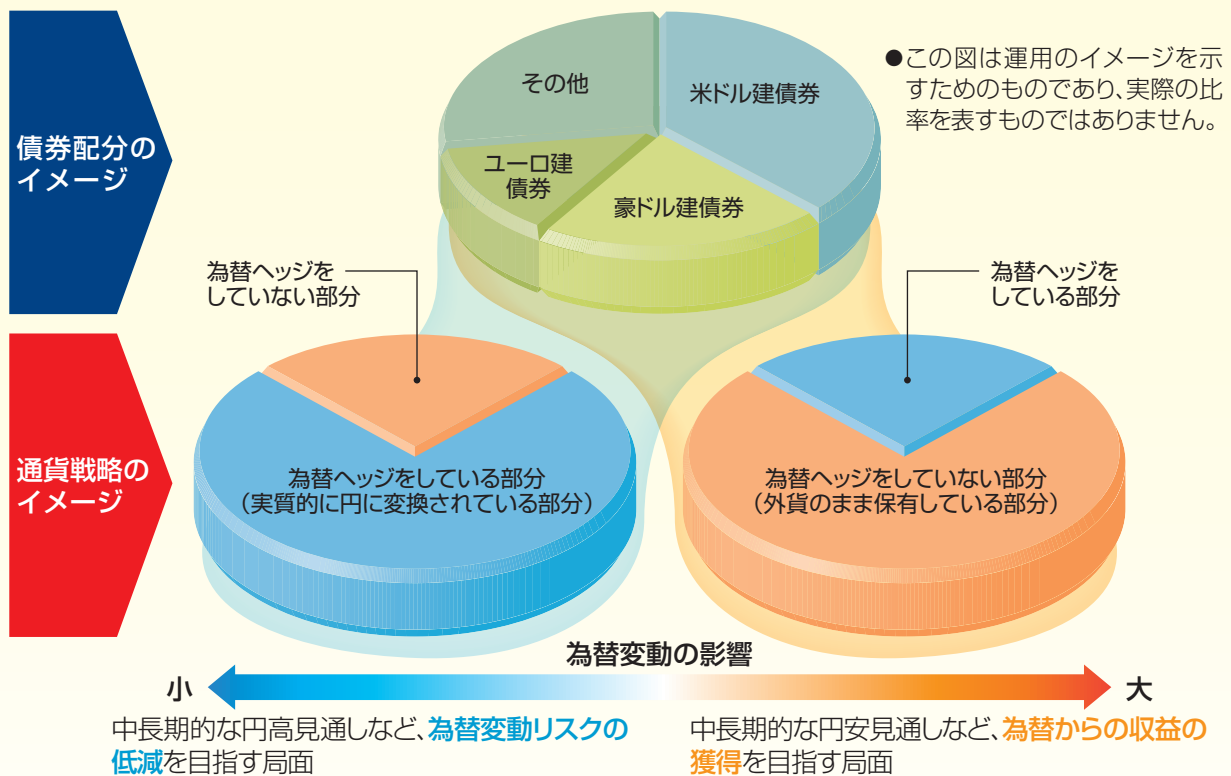 債券配分の
イメージ
その他
米ドル建債券
ユーロ建
債券
豪ドル建債券
●この図は運用のイメージを示
すためのものであり、実際の比
率を表すものではありません。
通貨戦略の
イメージ
為替ヘッジを
していない部分
為替ヘッジをしている部分
（実質的に円に変換されている部分）
為替ヘッジを
している部分
為替ヘッジをしていない部分
（外貨のまま保有している部分）
為替変動の影響
小
大
中長期的な円高見通しなど、為替変動リスクの
低減を目指す局面
中長期的な円安見通しなど、為替からの収益の
獲得を目指す局面